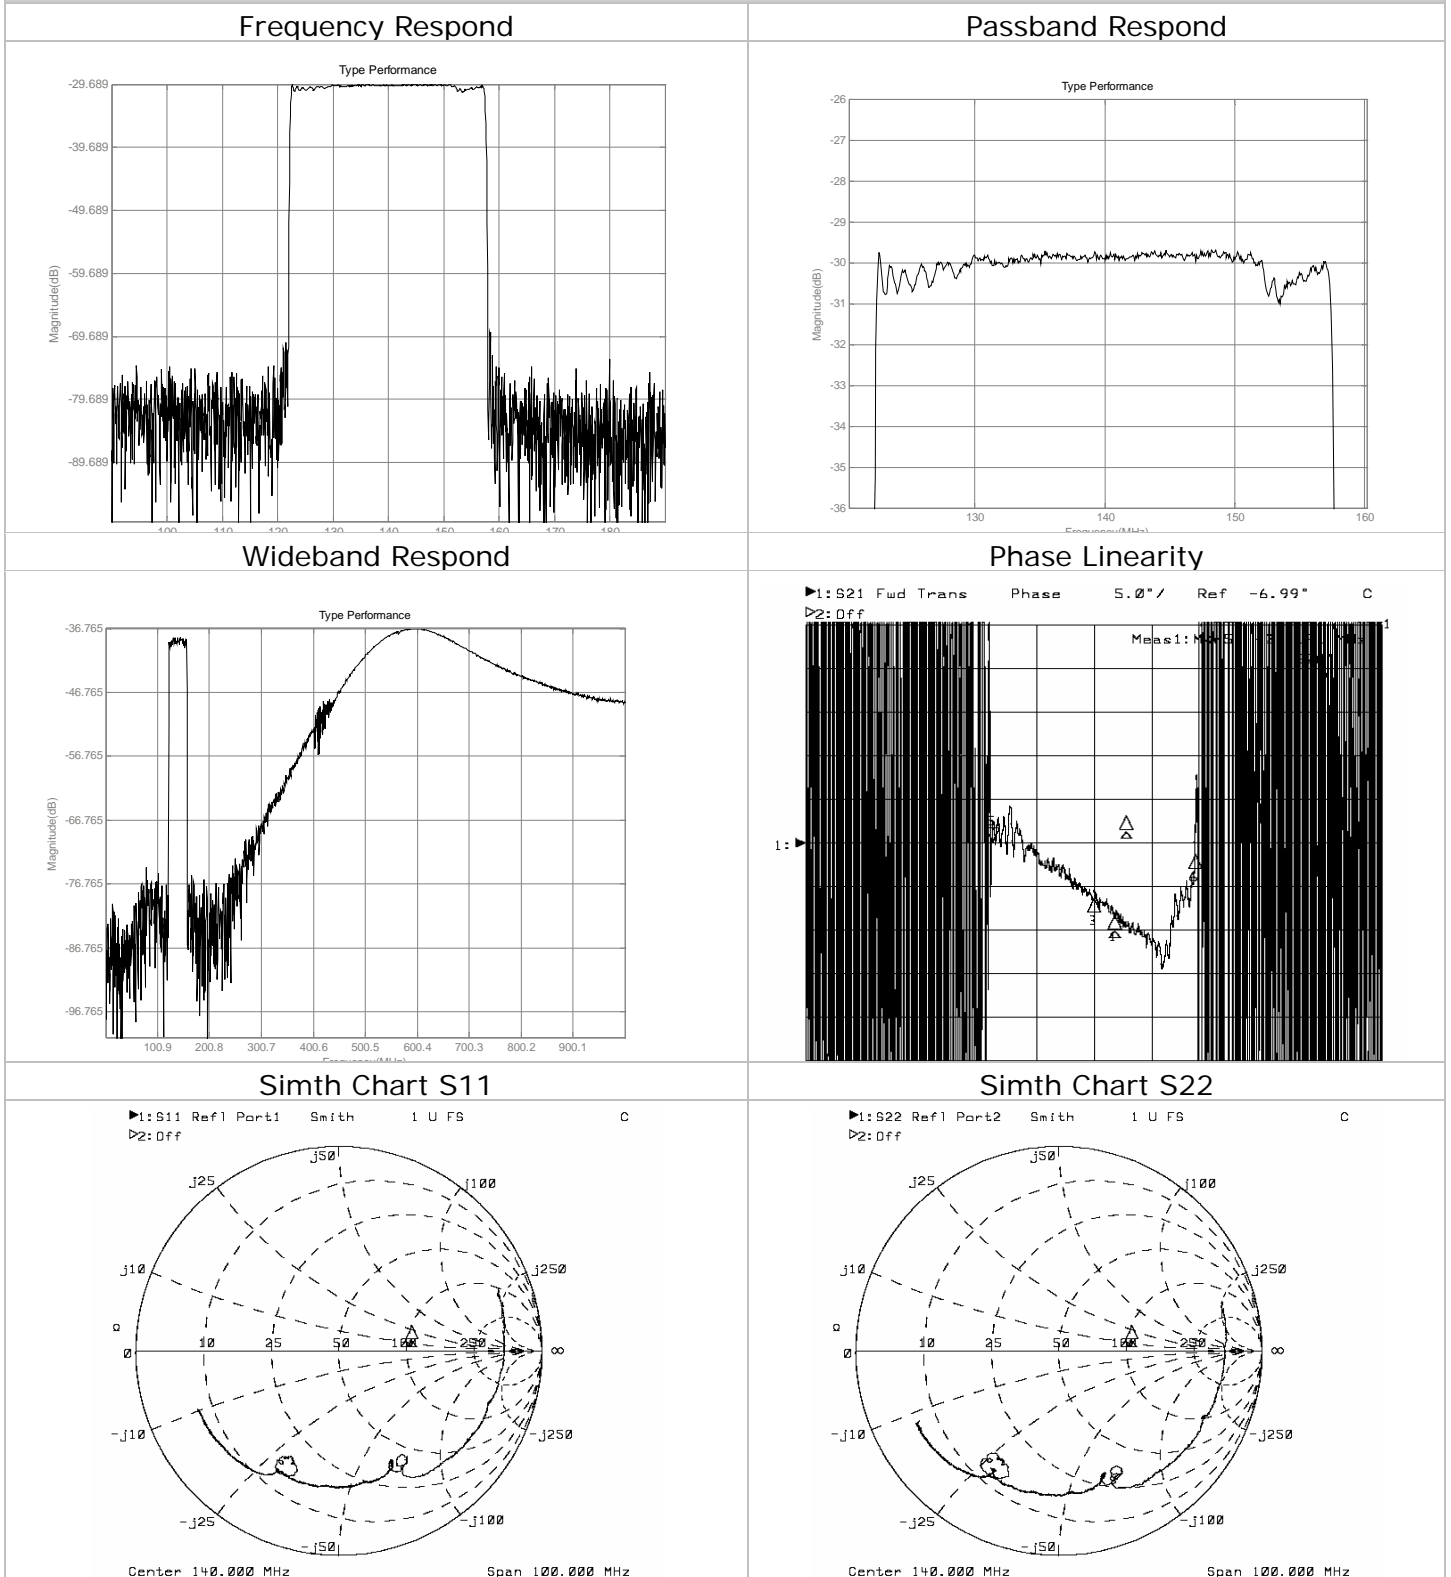 Frequency Respond
Passband Respond
Type Performance
-29.689
-39.689
-49.689
-59.689
-69.689
-79.689
-89.689
Magnitude(dB)
100 110 120 130 140 150 160 170 180
Type Performance
-26
-27
-28
-29
-30
-31
-32
-33
-34
-35
-36
Magnitude(dB)
130 140 150 160
Frequency(MHz)
Wideband Respond
Phase Linearity
Type Performance
-36.765
-46.765
-56.765
-66.765
-76.765
-86.765
-96.765
Magnitude(dB)
100.9 200.8 300.7 400.6 500.5 600.4 700.3 800.2 900.1
Frequency(MHz)
1:S21 Fwd Trans Phase 5.0°/ Ref -6.99° C
2:Off
Meas1:
1
1:
3
Simth Chart S11
Simth Chart S22
1:S11 Refl Port1 Smith 1 U FS C
2:Off
j50
j25 j100
j10 j250
Ω
0 10 25 50 100 250 ∞
-j10 -j250
-j25 -j100
-j50
Center 140.000 MHz Span 100.000 MHz
1:S22 Refl Port2 Smith 1 U FS C
2:Off
j50
j25 j100
j10 j250
Ω
0 10 25 50 100 250 ∞
-j10 -j250
-j25 -j100
-j50
Center 140.000 MHz Span 100.000 MHz